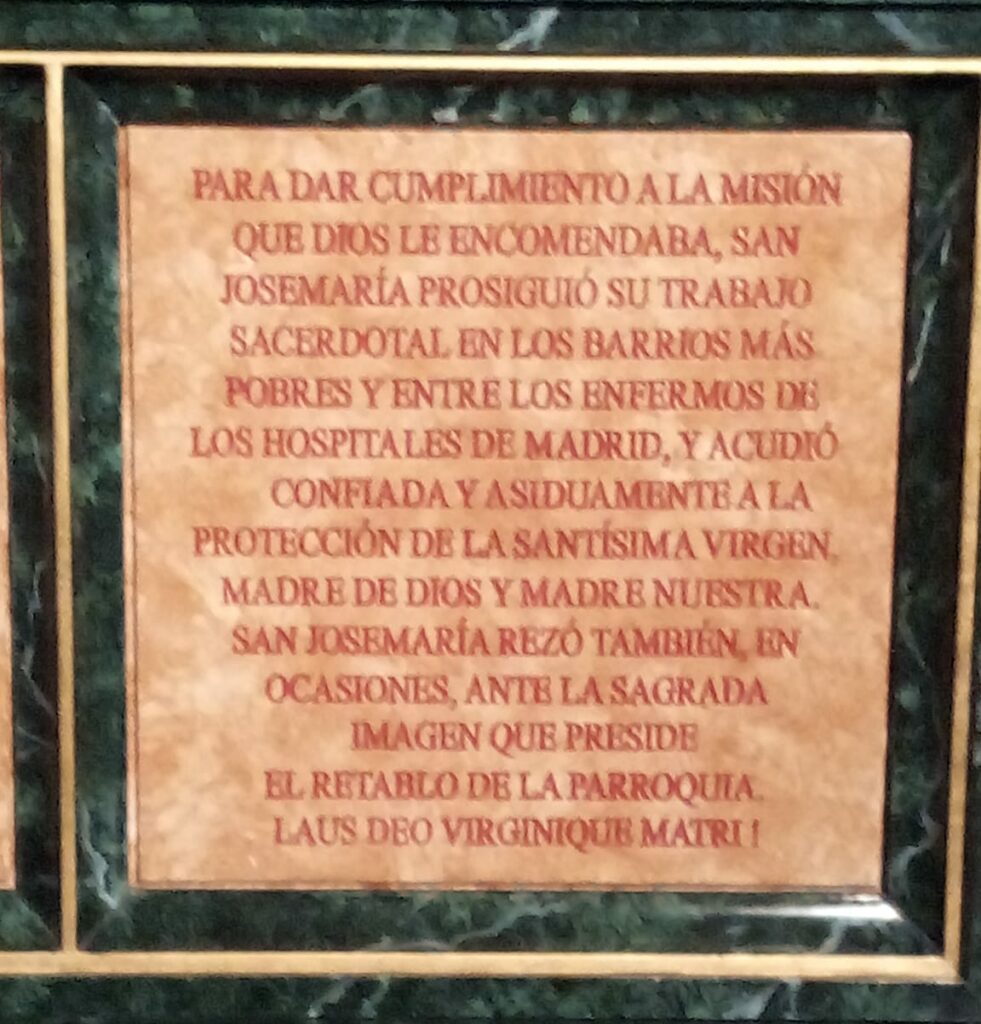 PARA DAR CUMPLIMIENTO A LA MISIÓN
QUE DIOS LE ENCOMENDABA, SAN
JOSEMARÍA PROSIGUIÓ SU TRABAJO
SACERDOTAL EN LOS BARRIOS MÁS
POBRES Y ENTRE LOS ENFERMOS DE
LOS HOSPITALES DE MADRID, Y ACUDIÓ
CONFIADA Y ASIDUAMENTE A LA
PROTECCIÓN DE LA SANTÍSIMA VIRGEN.
MADRE DE DIOS Y MADRE NUESTRA.
SAN JOSEMARÍA REZÓ TAMBIÉN, EN
OCASIONES, ANTE LA SAGRADA
IMAGEN QUE PRESIDE
EL RETABLO DE LA PARROQUIA.
LAUS DEO VIRGINIQUE MATRI !